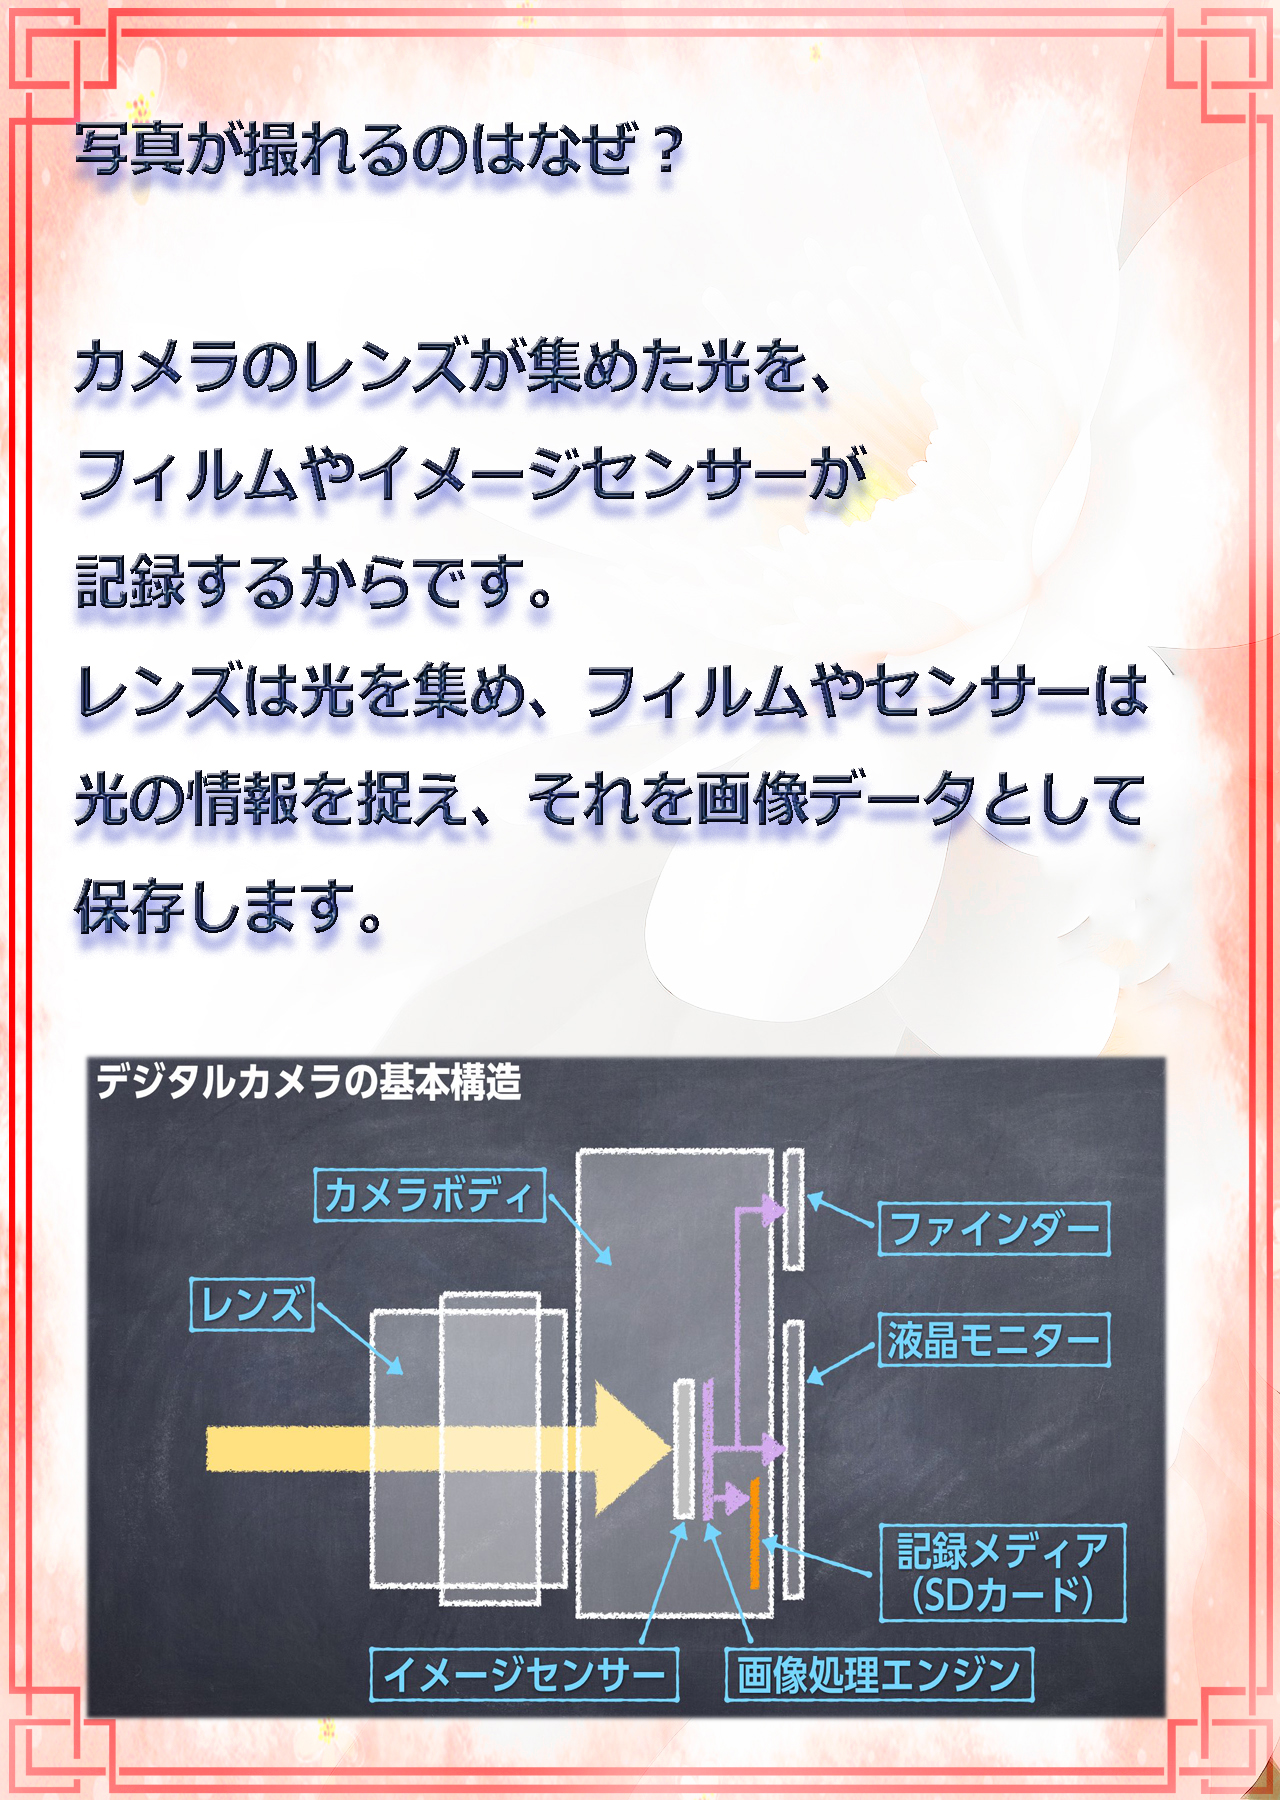 写真が撮れるのはなぜ？
カメラのレンズが集めた光を、
フィルムやイメージセンサーが
記録するからです。
レンズは光を集め、フィルムやセンサーは
光の情報を捉え、それを画像データとして
保存します。
デジタルカメラの基本構造
カメラボディ
ファインダー
レンズ
液晶モニター
記録メディア
(SDカード)
イメージセンサー
画像処理エンジン